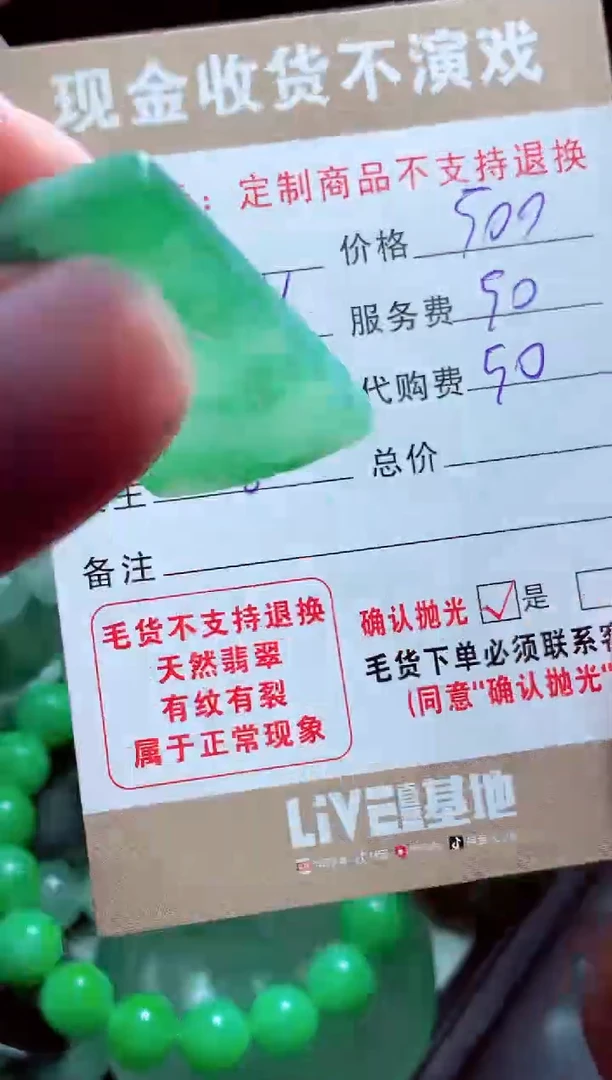 现金收货不演戏
：定制商品不支持退换
价格 500
服务费 50
代购费 50
总价
备注
毛货不支持退换
天然翡翠
有纹有裂
属于正常现象
确认抛光 是
毛货下单必须联系客
(同意"确认抛光"
LiVE直播基地